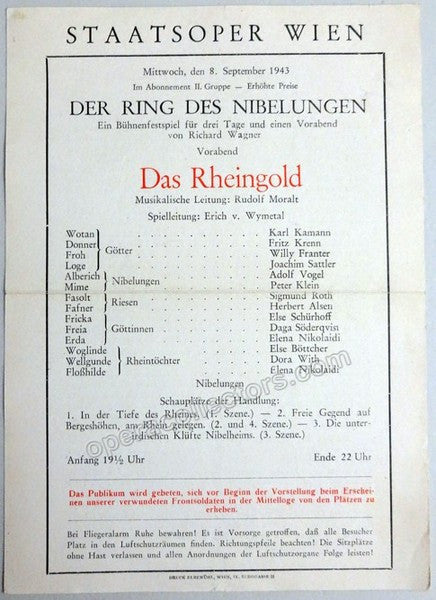 STAATSOPER WIEN
Mittwoch, den 8. September 1943
Im Abonnement II. Gruppe — Erhöhte Preise
DER RING DES NIBELUNGEN
Ein Bühnenfestspiel für drei Tage und einen Vorabend
von Richard Wagner
Vorabend
Das Rheingold
Musikalische Leitung: Rudolf Moralt
Spielleitung: Erich v. Wymetal
Wotan Karl Kamann
Donner Fritz Krenn
Götter
Froh Willy Franter
Loge Joachim Sattler
Alberich Adolf Vogel
Nibelungen
Mime Peter Klein
Fasolt Sigmund Roth
Riesen
Fafner Herbert Alsen
Fricka Else Schürhoff
Freia Göttinnen Daga Söderqvist
Erda Elena Nikolaidi
Woglinde Else Böttcher
Wellgunde Rheintöchter Dora With
Floßhilde Elena Nikolaidi
Nibelungen
Schauplätze der Handlung:
1. In der Tiefe des Rheines. (1. Szene.) — 2. Freie Gegend auf
Bergeshöhen, am Rhein gelegen. (2. und 4. Szene.) — 3. Die unter-
irdischen Klüfte Nibelheims. (3. Szene.)
Anfang 19½ Uhr Ende 22 Uhr
Das Publikum wird gebeten, sich vor Beginn der Vorstellung beim Erschei-
nen unserer verwundeten Frontsoldaten in der Mittelloge von den Plätzen zu
erheben.
Bei Fliegeralarm Ruhe bewahren! Es ist Vorsorge getroffen, daß alle Besucher
Platz in den Luftschutzräumen finden. Richtungspfeile beachten! Die Sitzplätze
ohne Hast verlassen und allen Anordnungen der Luftschutzorgane Folge leisten!
DRUCK WIEN
operacollectors.com